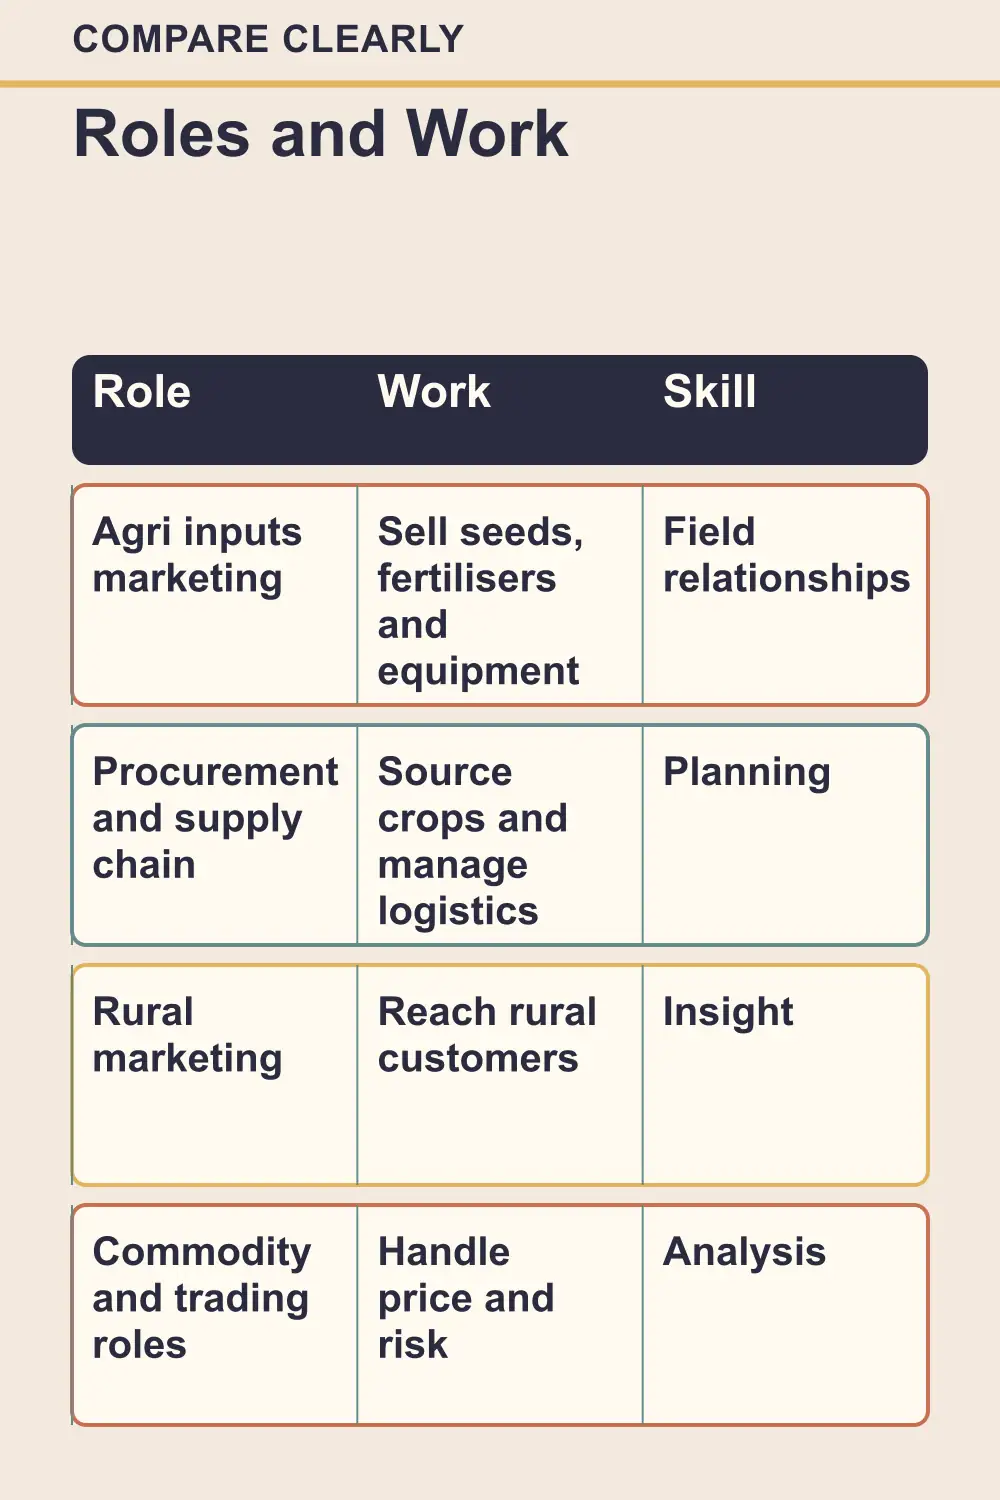 COMPARE CLEARLY
Roles and Work
Role Work Skill
Agri inputs
marketing
Sell seeds,
fertilisers
and
equipment
Field
relationships
Procurement
and supply
chain
Source
crops and
manage
logistics
Planning
Rural
marketing
Reach rural
customers
Insight
Commodity
and trading
roles
Handle
price and
risk
Analysis